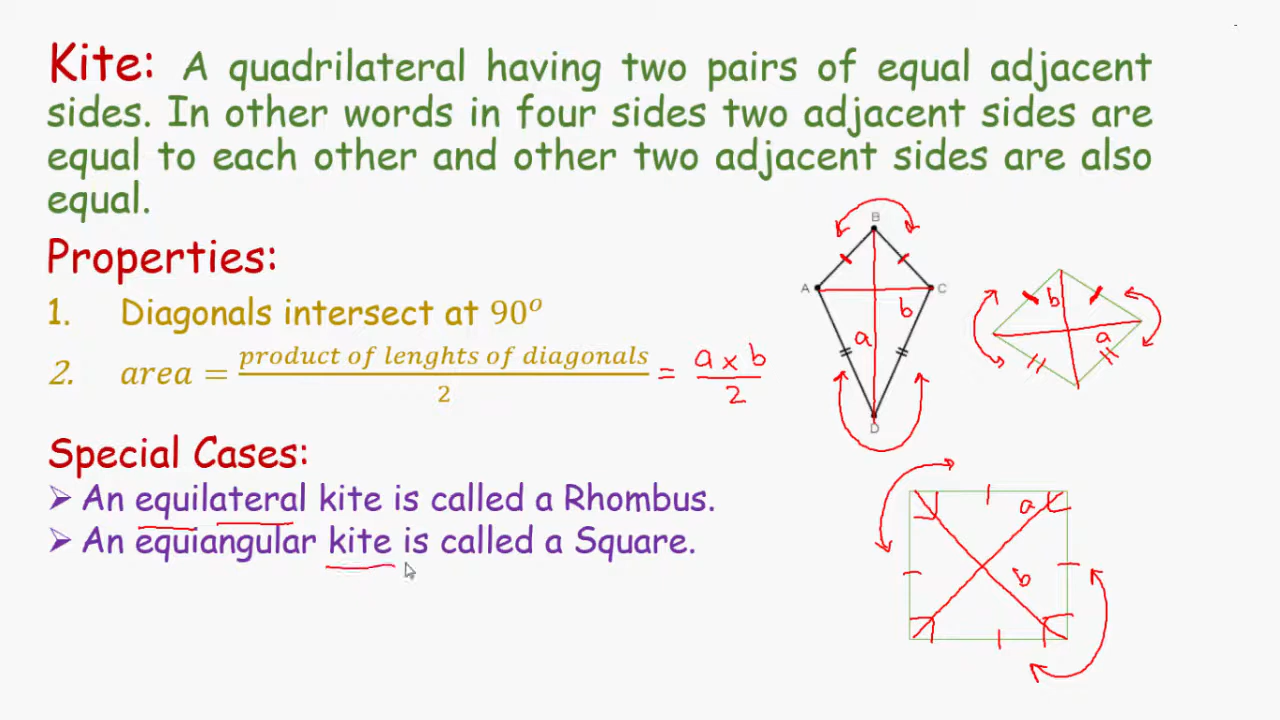 Kite: A quadrilateral having two pairs of equal adjacent
sides. In other words in four sides two adjacent sides are
equal to each other and other two adjacent sides are also
equal.
Properties:
1. Diagonals intersect at 90°
2. area = product of lenghts of diagonals / 2 = a x b / 2
Special Cases:
➢ An equilateral kite is called a Rhombus.
➢ An equiangular kite is called a Square.
B
A
C
b
a
D
b
a
a
b